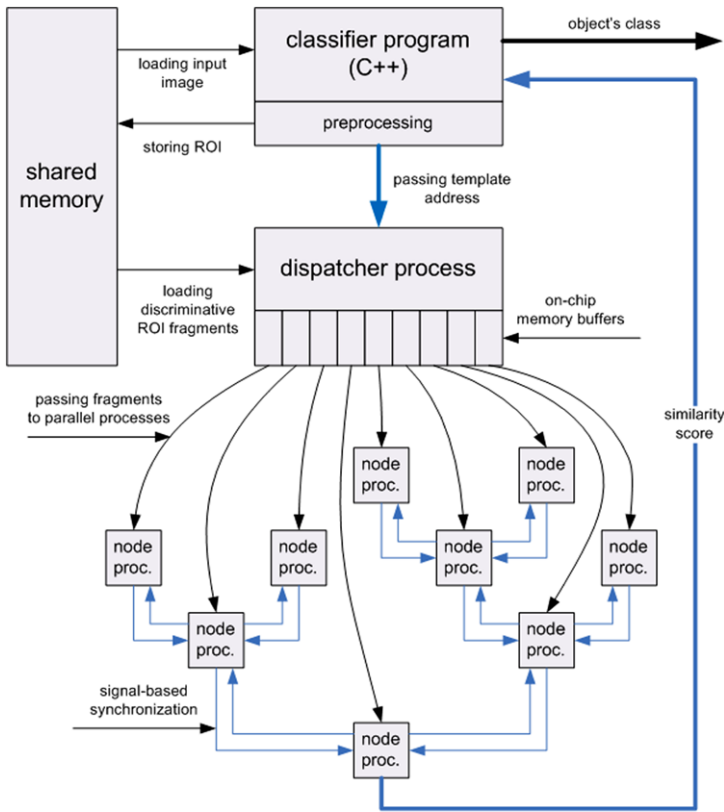 classifier program
(C++)
object's class
loading input
image
preprocessing
storing ROI
shared
memory
passing template
address
dispatcher process
loading
discriminative
ROI fragments
on-chip
memory buffers
passing fragments
to parallel processes
similarity
score
node
proc.
node
proc.
node
proc.
node
proc.
node
proc.
node
proc.
node
proc.
node
proc.
signal-based
synchronization
node
proc.